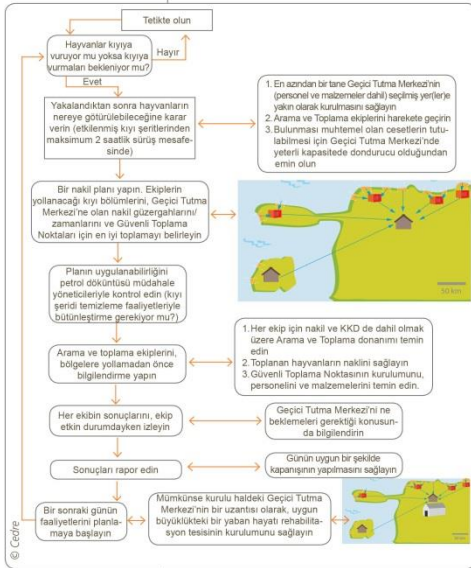 Tetikte olun
Hayvanlar kıyıya
vuruyor mu yoksa kıyıya
vurmaları bekleniyor mu?
Hayır
Evet
Yakalandıktan sonra hayvanların
nereye götürülebileceğine karar
verin (etkilenmiş kıyı şeritlerinden
maksimum 2 saatlik sürüş mesafe-
sinde)
1. En azından bir tane Geçici Tutma Merkezi'nin
(personel ve malzemeler dahil) seçilmiş yer(ler)e
yakın olarak kurulmasını sağlayın
2. Arama ve Toplama ekiplerini harekete geçirin
3. Bulunması muhtemel olan cesetlerin tutu-
labilmesi için Geçici Tutma Merkezi'nde
yeterli kapasitede dondurucu olduğundan
emin olun
Bir nakil planı yapın. Ekiplerin
yollanacağı kıyı bölümlerini, Geçici Tutma
Merkezi'ne olan nakil güzergahlarını/
zamanlarını ve Güvenli Toplama
Noktaları için en iyi toplamayı belirleyin
50 km
Planın uygulanabilirliğini
petrol döküntüsü müdahale
yöneticileriyle kontrol edin (kıyı
şeridi temizleme faaliyetleriyle
bütünleştirme gerekiyor mu?)
Arama ve toplama ekiplerini,
bölgelere yollamadan önce
bilgilendirme yapın
1. Her ekip için nakil ve KKD de dahil olmak
üzere Arama ve Toplama donanımı temin
edin
2. Toplanan hayvanların naklini sağlayın
3. Güvenli Toplama Noktasının kurulumunu,
personelini ve malzemelerini temin edin.
Her ekibin sonuçlarını, ekip
etkin durumdayken izleyin
Geçici Tutma Merkezi'ni ne
beklemeleri gerektiği konusun-
da bilgilendirin
Sonuçları rapor edin
Günün uygun bir şekilde
kapanışının yapılmasını sağlayın
Bir sonraki günün
faaliyetlerini planla-
maya başlayın
Mümkünse kurulu haldeki Geçici Tutma
Merkezi'nin bir uzantısı olarak, uygun
büyüklükteki bir yaban hayatı rehabilita-
syon tesisinin kurulumunu sağlayın
© Cedre